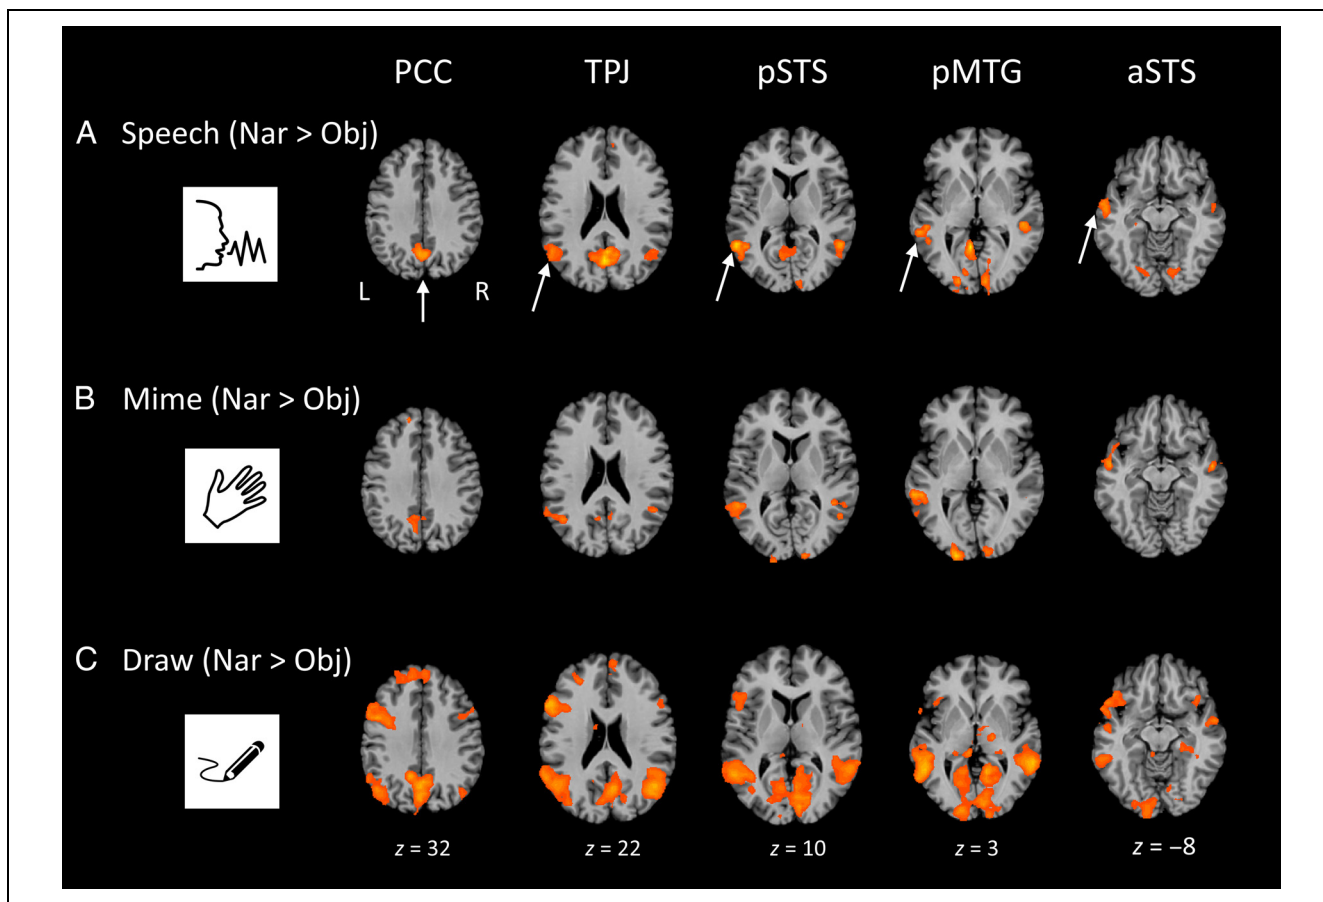 PCC TPJ pSTS pMTG aSTS
A Speech (Nar > Obj)
L R
B Mime (Nar > Obj)
C Draw (Nar > Obj)
z = 32 z = 22 z = 10 z = 3 z = −8